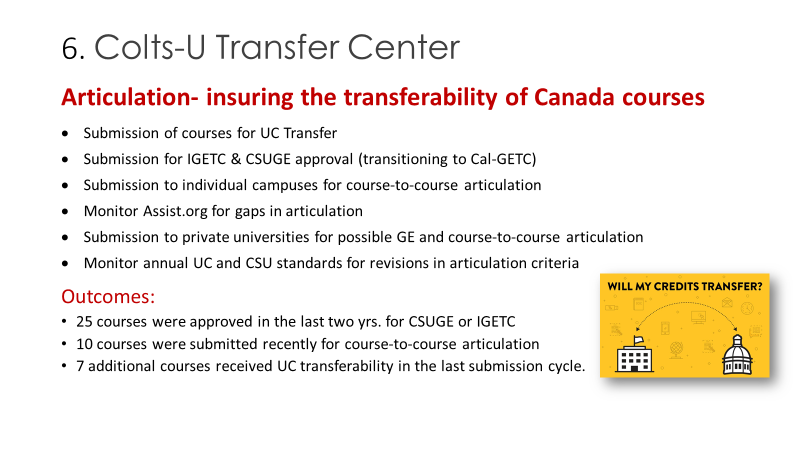 6. Colts-U Transfer Center
Articulation- insuring the transferability of Canada courses
• Submission of courses for UC Transfer
• Submission for IGETC & CSUGE approval (transitioning to Cal-GETC)
• Submission to individual campuses for course-to-course articulation
• Monitor Assist.org for gaps in articulation
• Submission to private universities for possible GE and course-to-course articulation
• Monitor annual UC and CSU standards for revisions in articulation criteria
WILL MY CREDITS TRANSFER?
Outcomes:
• 25 courses were approved in the last two yrs. for CSUGE or IGETC
• 10 courses were submitted recently for course-to-course articulation
• 7 additional courses received UC transferability in the last submission cycle.